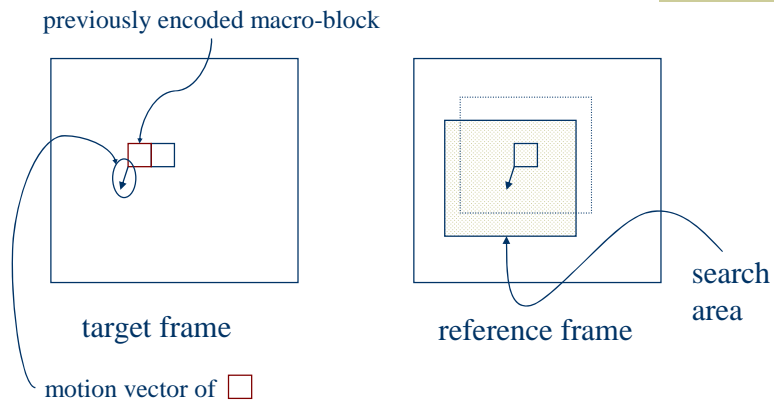 previously encoded macro-block
target frame
reference frame
search
area
motion vector of